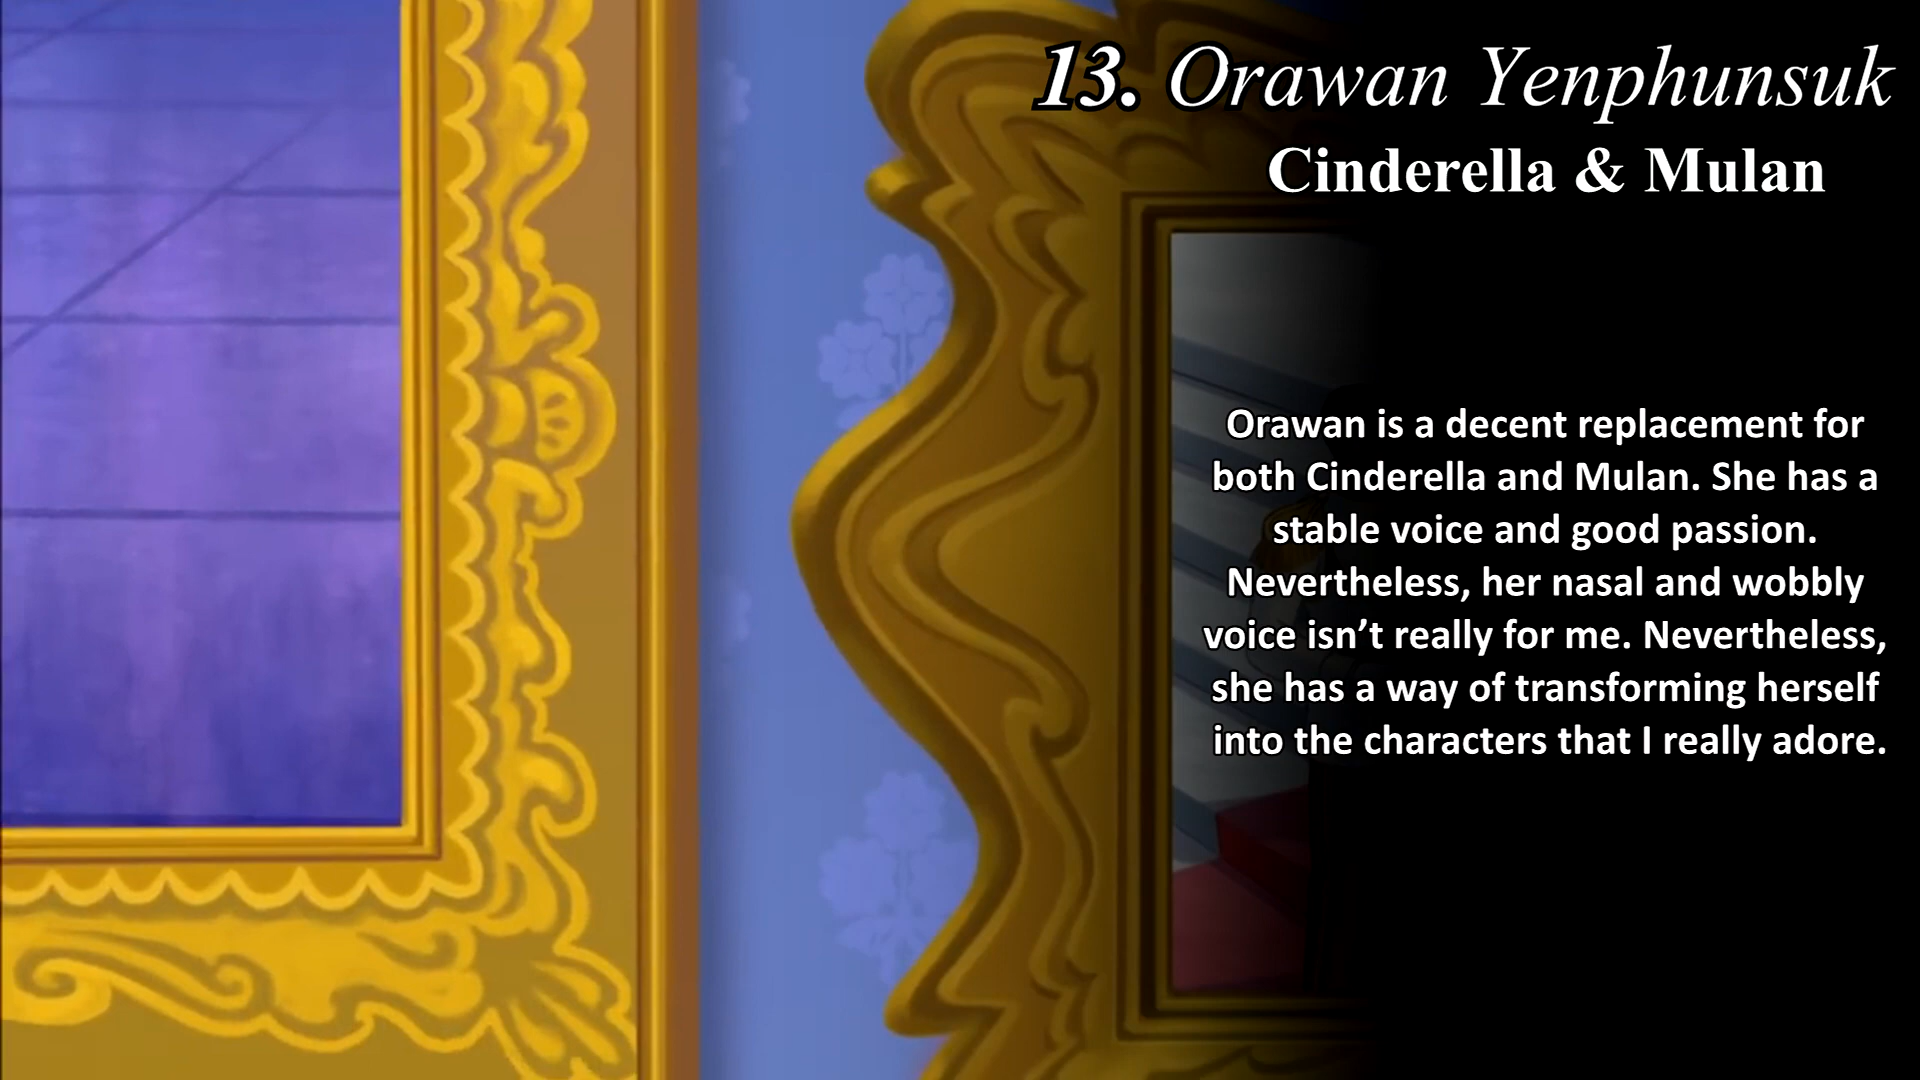 13. Orawan Yenphunsuk
Cinderella & Mulan
Orawan is a decent replacement for
both Cinderella and Mulan. She has a
stable voice and good passion.
Nevertheless, her nasal and wobbly
voice isn’t really for me. Nevertheless,
she has a way of transforming herself
into the characters that I really adore.